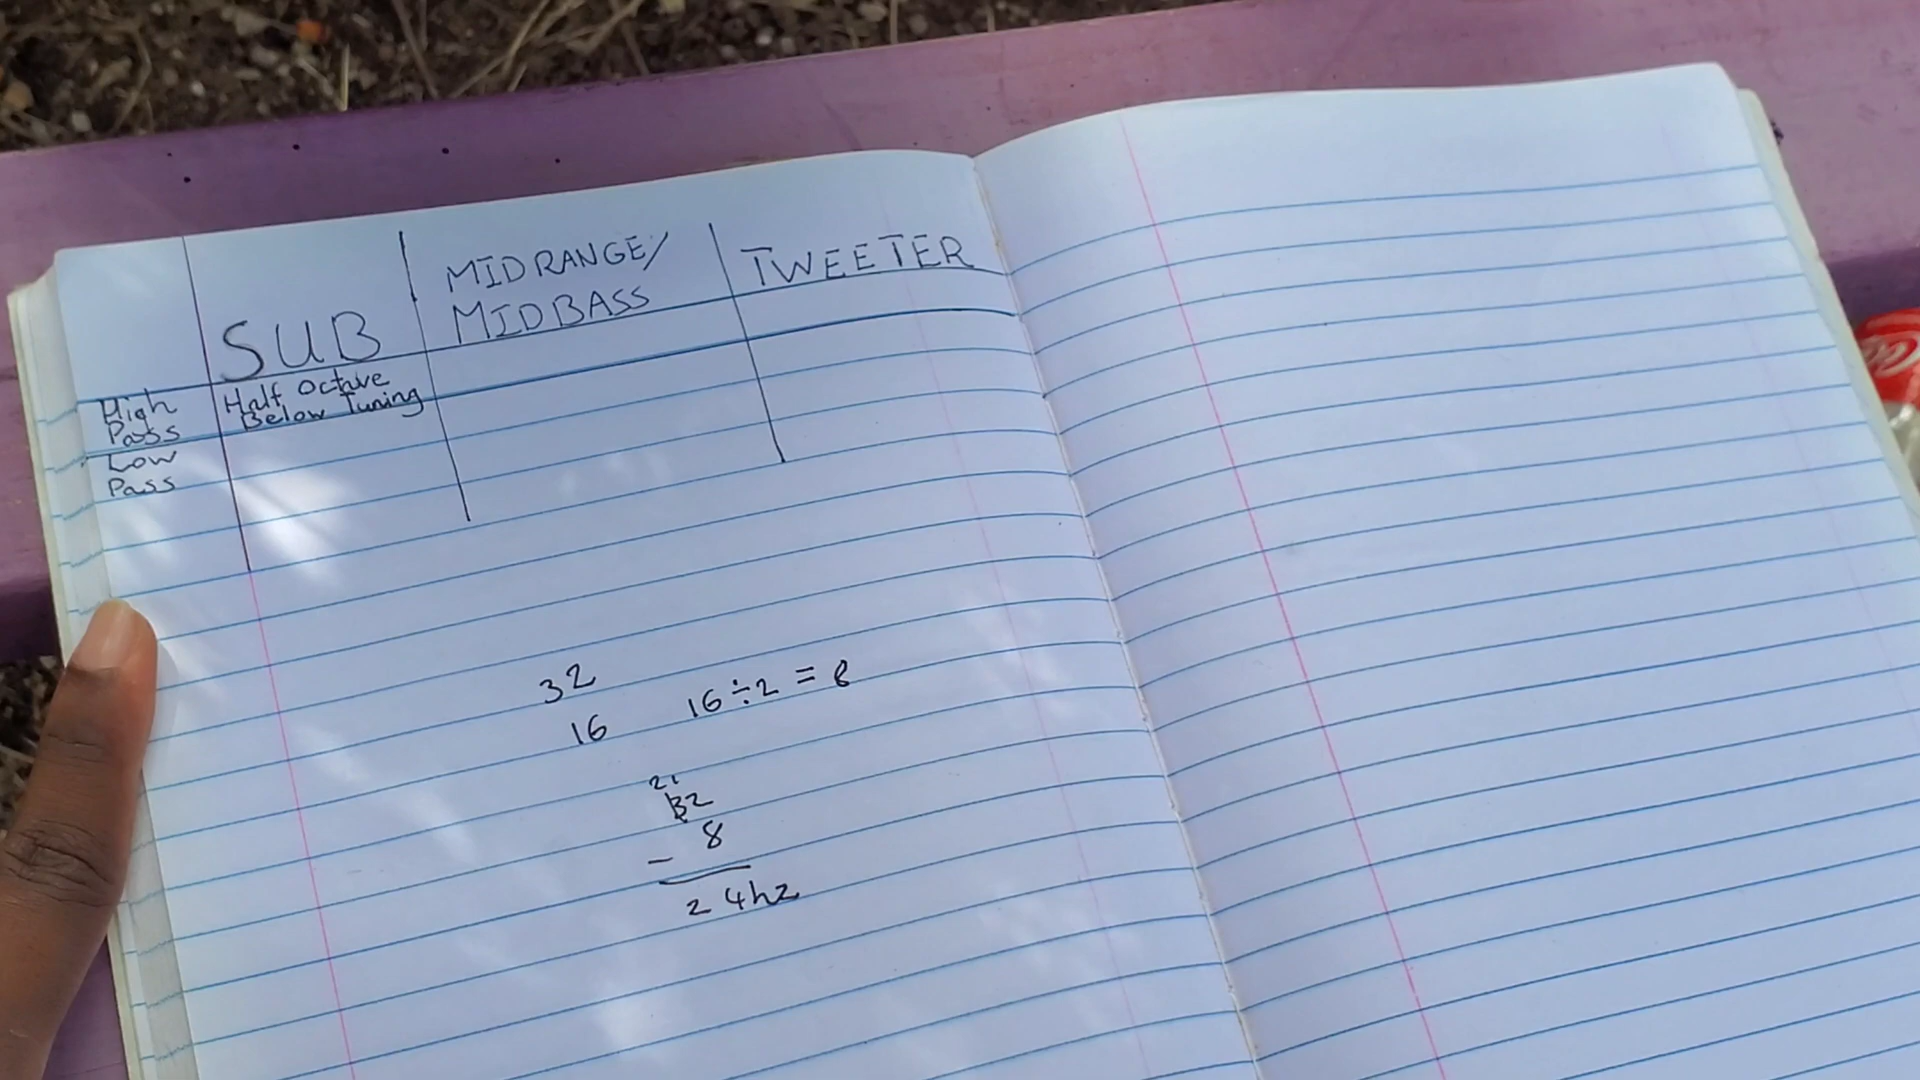 SUB
MIDRANGE/
MIDBASS
TWEETER
High
Pass
Half Octave
Below Tuning
Low
Pass
32
16
16 ÷ 2 = 8
21
32
- 8
24hz